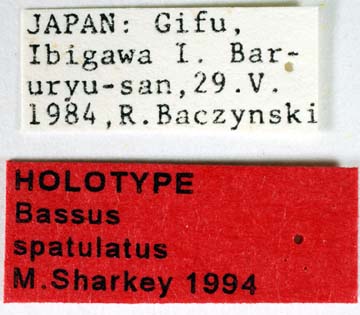 JAPAN: Gifu,
Ibigawa I. Bar-
uryu-san,29.V.
1984,R.Baczynski
HOLOTYPE
Bassus
spatulatus
M.Sharkey 1994